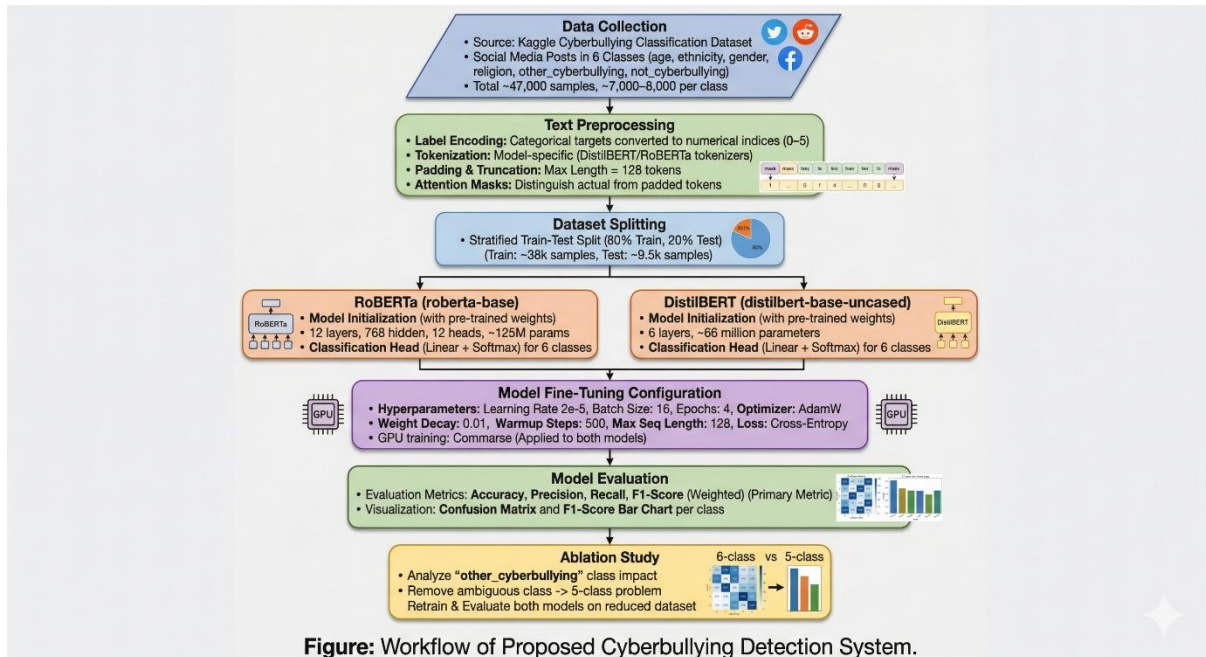 Data Collection
• Source: Kaggle Cyberbullying Classification Dataset
• Social Media Posts in 6 Classes (age, ethnicity, gender,
religion, other_cyberbullying, not_cyberbullying)
• Total ~47,000 samples, ~7,000–8,000 per class
Text Preprocessing
• Label Encoding: Categorical targets converted to numerical indices (0–5)
• Tokenization: Model-specific (DistilBERT/RoBERTa tokenizers)
• Padding & Truncation: Max Length = 128 tokens
• Attention Masks: Distinguish actual from padded tokens
Dataset Splitting
• Stratified Train-Test Split (80% Train, 20% Test)
(Train: ~38k samples, Test: ~9.5k samples)
RoBERTa (roberta-base)
• Model Initialization (with pre-trained weights)
• 12 layers, 768 hidden, 12 heads, ~125M params
• Classification Head (Linear + Softmax) for 6 classes
RoBERTa
DistilBERT (distilbert-base-uncased)
• Model Initialization (with pre-trained weights)
• 6 layers, ~66 million parameters
• Classification Head (Linear + Softmax) for 6 classes
DistilBERT
Model Fine-Tuning Configuration
• Hyperparameters: Learning Rate 2e-5, Batch Size: 16, Epochs: 4, Optimizer: AdamW
• Weight Decay: 0.01, Warmup Steps: 500, Max Seq Length: 128, Loss: Cross-Entropy
• GPU training: Commarse (Applied to both models)
GPU
GPU
Model Evaluation
• Evaluation Metrics: Accuracy, Precision, Recall, F1-Score (Weighted) (Primary Metric)
• Visualization: Confusion Matrix and F1-Score Bar Chart per class
Ablation Study
• Analyze “other_cyberbullying” class impact
• Remove ambiguous class -> 5-class problem
Retrain & Evaluate both models on reduced dataset
6-class vs 5-class
Figure: Workflow of Proposed Cyberbullying Detection System.